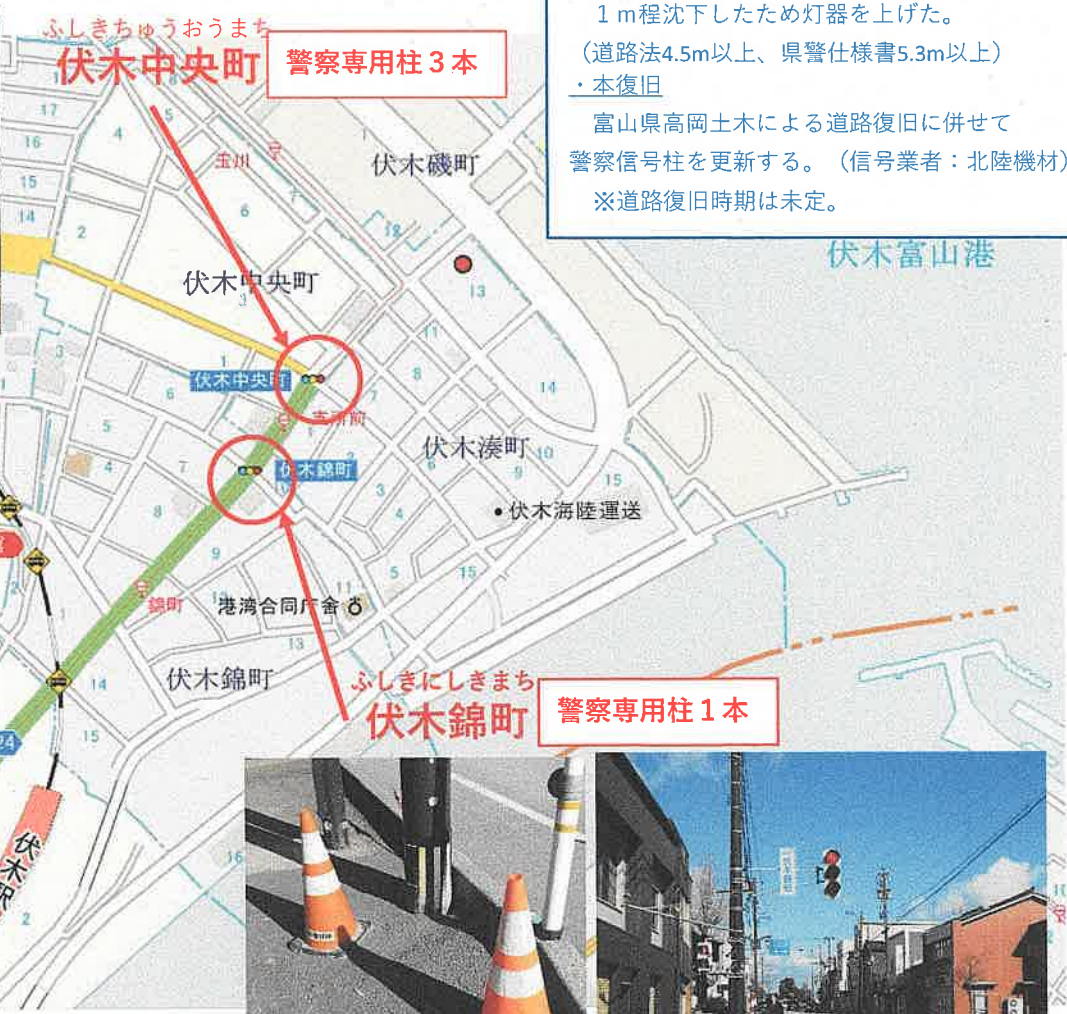 1m程沈下したため灯器を上げた。
（道路法4.5m以上、県警仕様書5.3m以上）
・本復旧
富山県高岡土木による道路復旧に併せて
警察信号柱を更新する。（信号業者：北陸機材）
※道路復旧時期は未定。
ふしきちゅうおうまち
伏木中央町
警察専用柱3本
玉川
伏木磯町
伏木富山港
伏木中央町
伏木中央町
伏木湊町
伏木錦町
・伏木海陸運送
錦町
港湾合同庁舎
伏木錦町
ふしきにしきまち
伏木錦町
警察専用柱1本
伏木駅